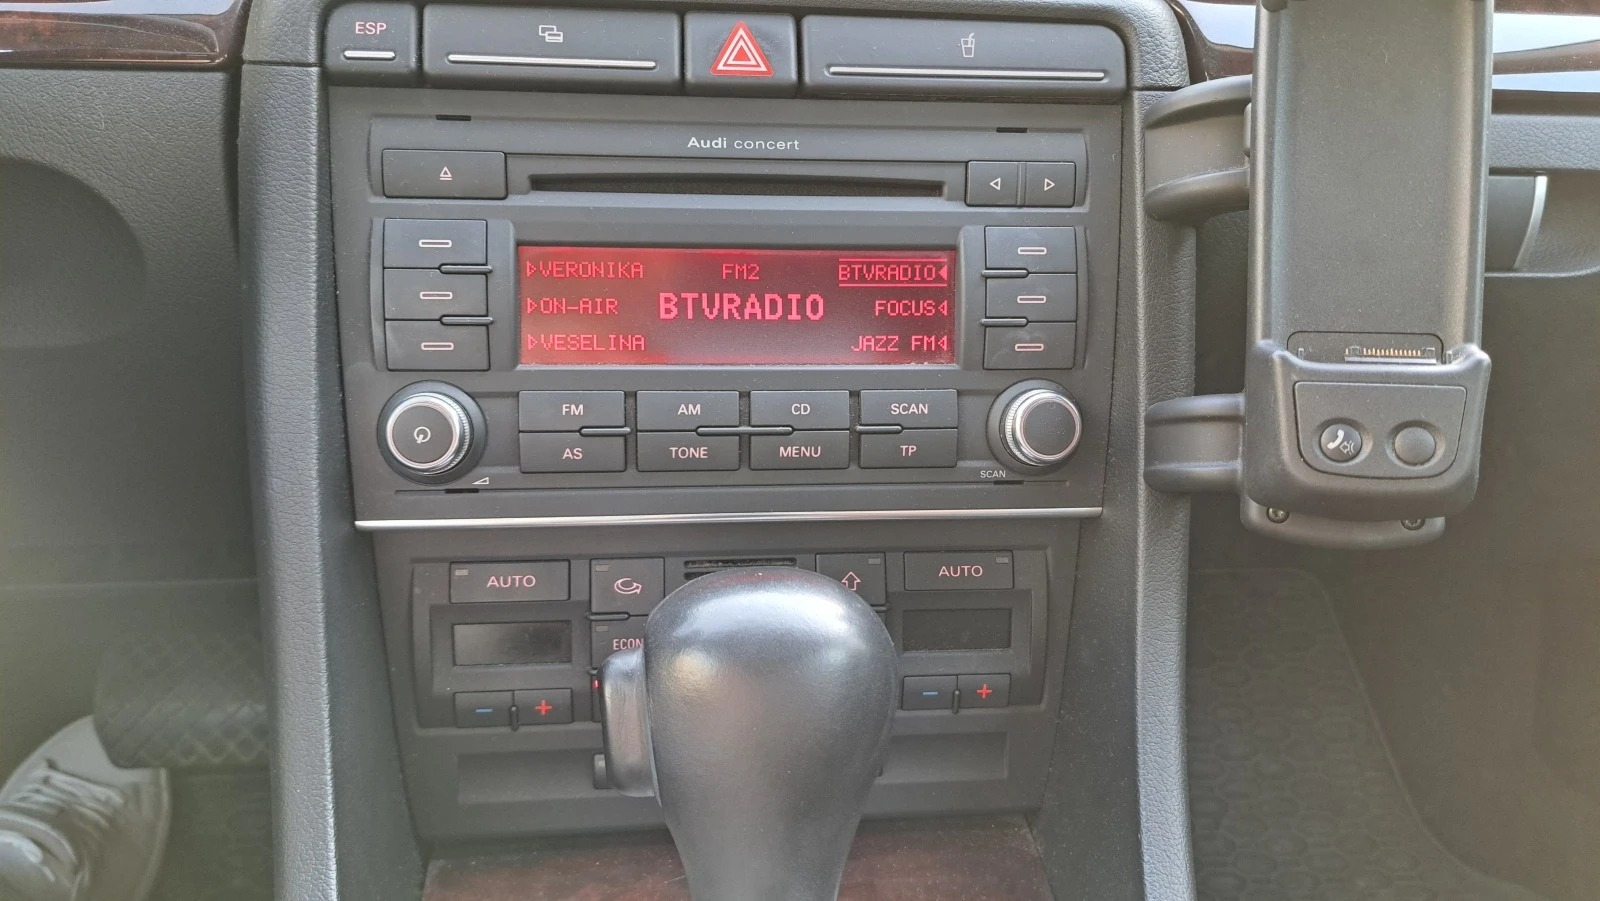 ESP
Audi concert
VERONIKA FM2 BTVRADIO
ON-AIR BTVRADIO FOCUS
VESELINA JAZZ FM
FM AM CD SCAN
AS TONE MENU TP
SCAN
AUTO AUTO
ECON
- + - +